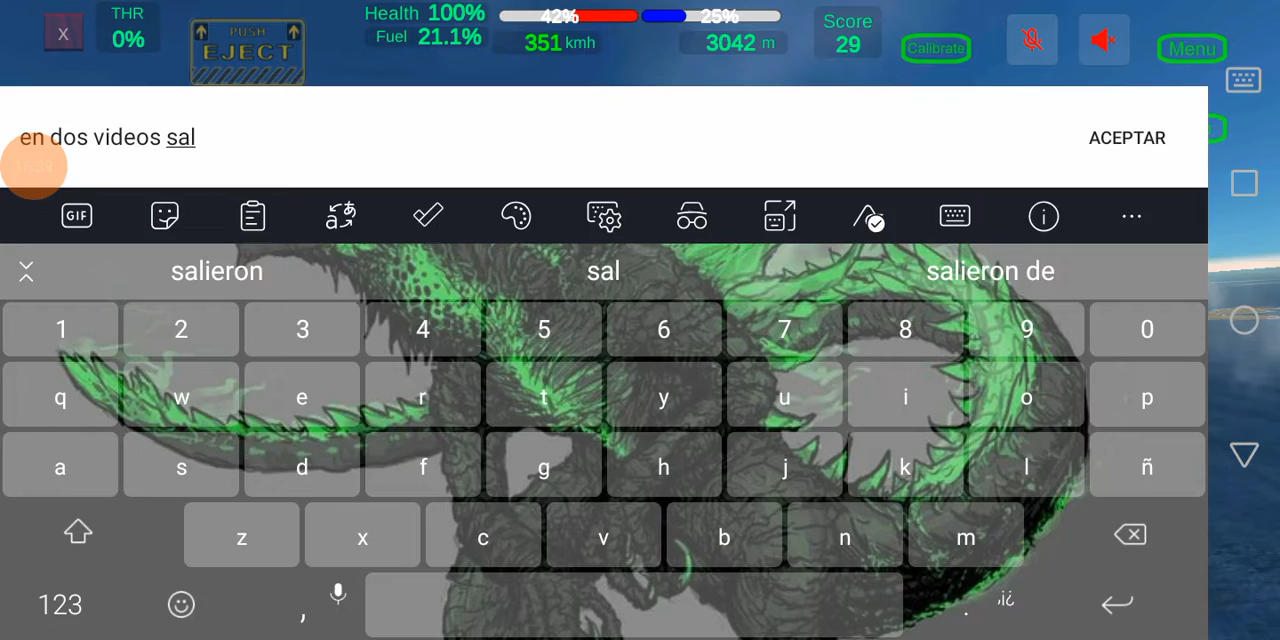 X
THR
0%
PUSH
EJECT
Health 100%
Fuel 21.1%
42%
25%
351 kmh
3042 m
Score
29
Calibrate
Menu
en dos videos sal
ACEPTAR
GIF
salieron
sal
salieron de
1 2 3 4 5 6 7 8 9 0
q w e r t y u i o p
a s d f g h j k l ñ
z x c v b n m
123 , . ,i¿